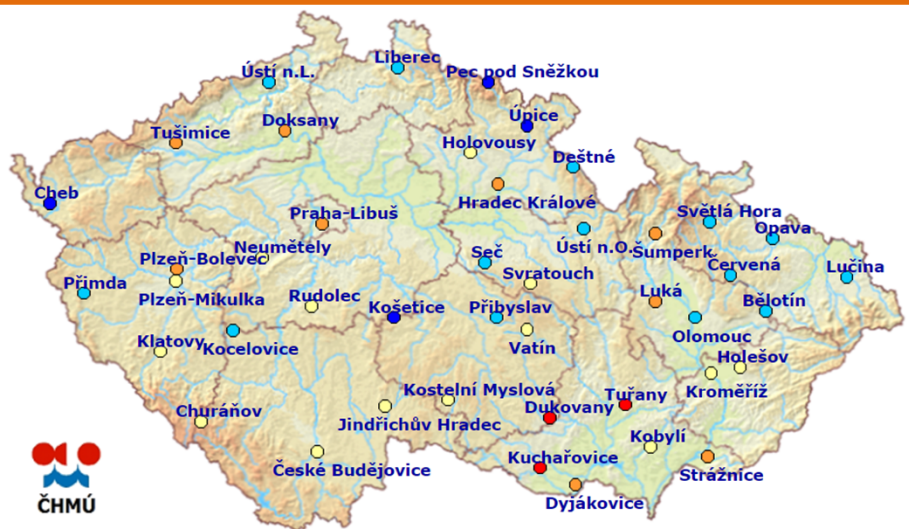 Liberec
Ústí n.L.
Pec pod Sněžkou
Úpice
Doksany
Tušimice
Holovousy
Deštné
Cheb
Hradec Králové
Praha-Libuš
Světlá Hora
Opava
Neumětely
Ústí n.O.
Šumperk
Plzeň-Bolevec
Seč
Svratouch
Červená
Lučina
Přimda
Plzeň-Mikulka
Rudolec
Košetice
Přibyslav
Luká
Bělotín
Klatovy
Kocelovice
Vatín
Olomouc
Holešov
Kostelní Myslová
Tuřany
Kroměříž
Churáňov
Jindřichův Hradec
Dukovany
Kobylí
České Budějovice
Kuchařovice
Strážnice
Dyjákovice
ČHMÚ